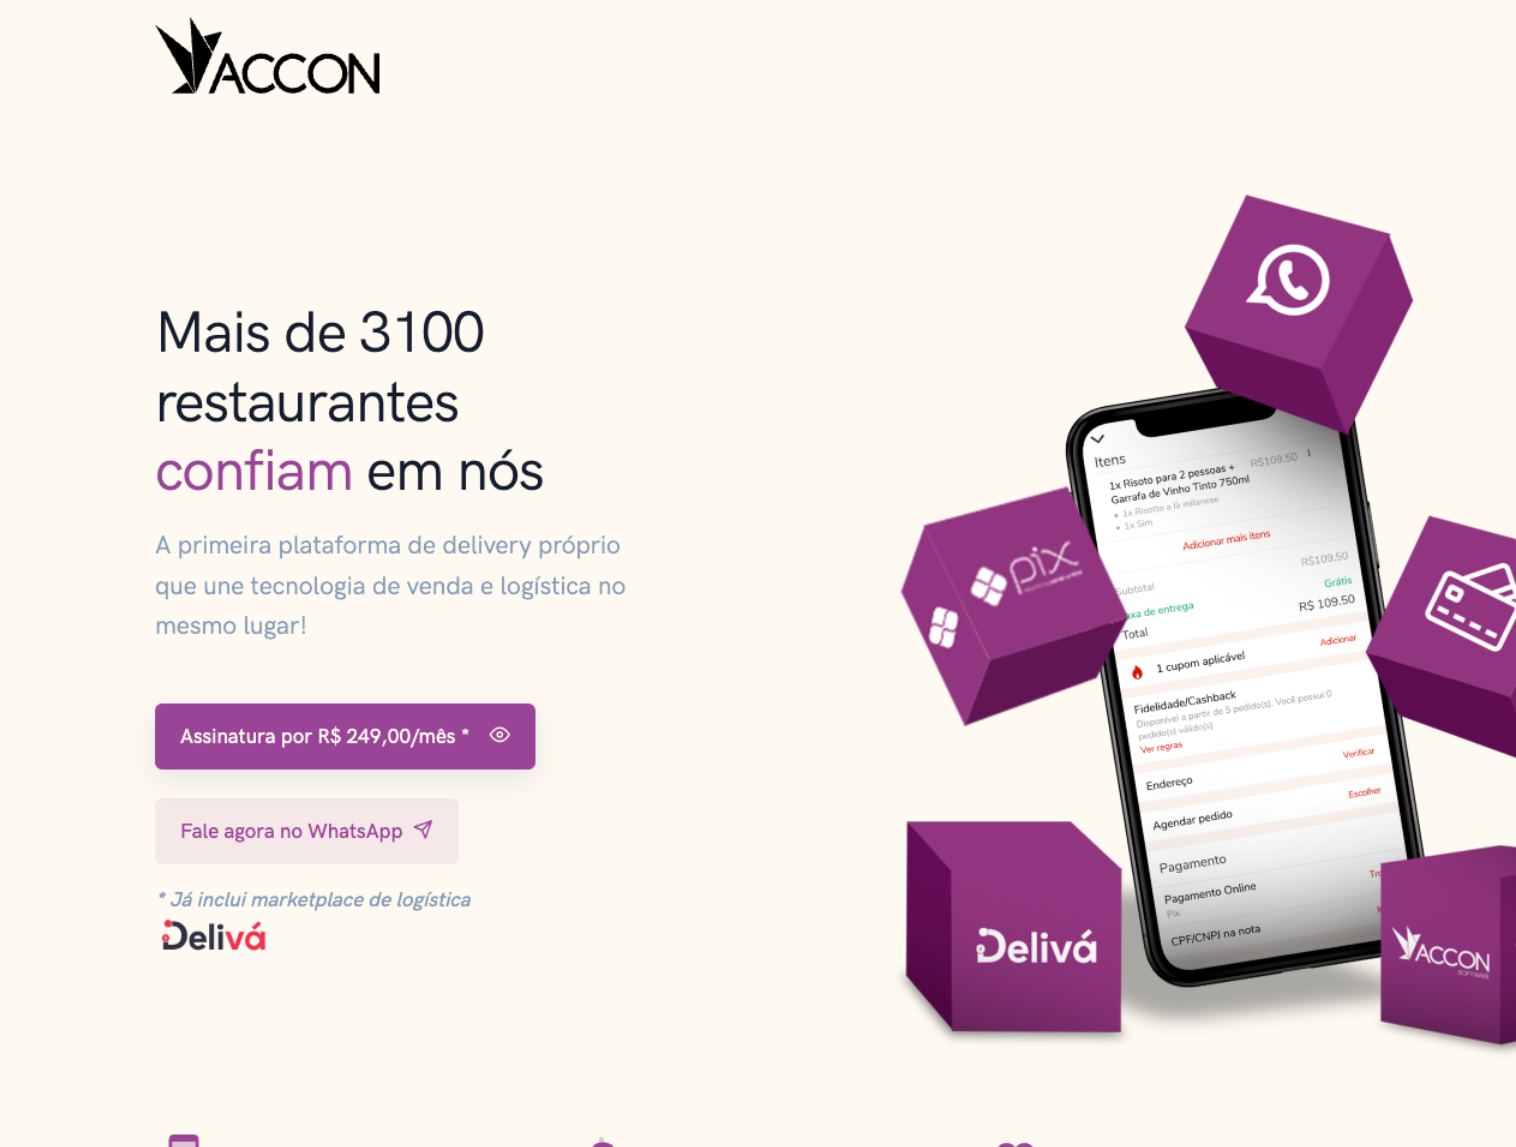 ACCON
Mais de 3100
restaurantes
confiam em nós
A primeira plataforma de delivery próprio
que une tecnologia de venda e logística no
mesmo lugar!
Assinatura por R$ 249,00/mês *
Fale agora no WhatsApp
* Já inclui marketplace de logística
Delivá
Itens
1x Risoto para 2 pessoas + R$109.50
Garrafa de Vinho Tinto 750ml
1x Risotto a là milanese
1x Sim
Adicionar mais itens
Subtotal R$109.50
axa de entrega Grátis
Total R$ 109.50
1 cupom aplicável Adicionar
Fidelidade/Cashback
Disponível a partir de 5 pedido(s). Você possui 0
pedido(s) válido(s)
Ver regras
Endereço Verificar
Agendar pedido Escolher
Pagamento
Pagamento Online
Pix
CPF/CNPJ na nota
pix
Delivá
ACCON
SOFTWARE